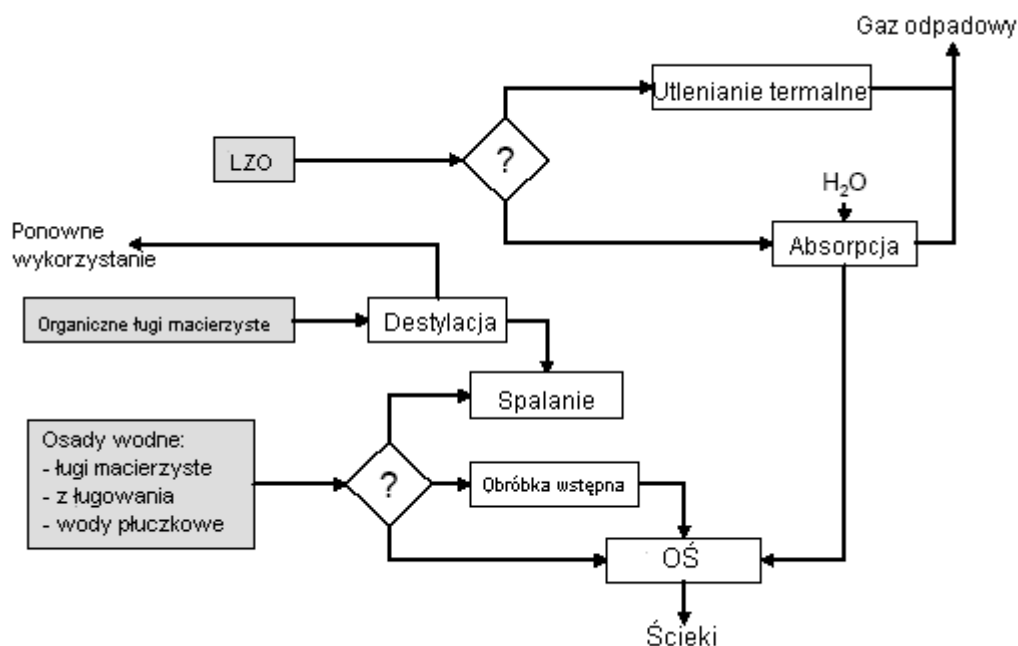 Gaz odpadowy
Utlenianie termalne
?
LZO
H₂O
Absorpcja
Ponowne
wykorzystanie
Organiczne ługi macierzyste
Destylacja
Spalanie
Osady wodne:
- ługi macierzyste
- z ługowania
- wody płuczkowe
?
Obróbka wstępna
OŚ
Ścieki